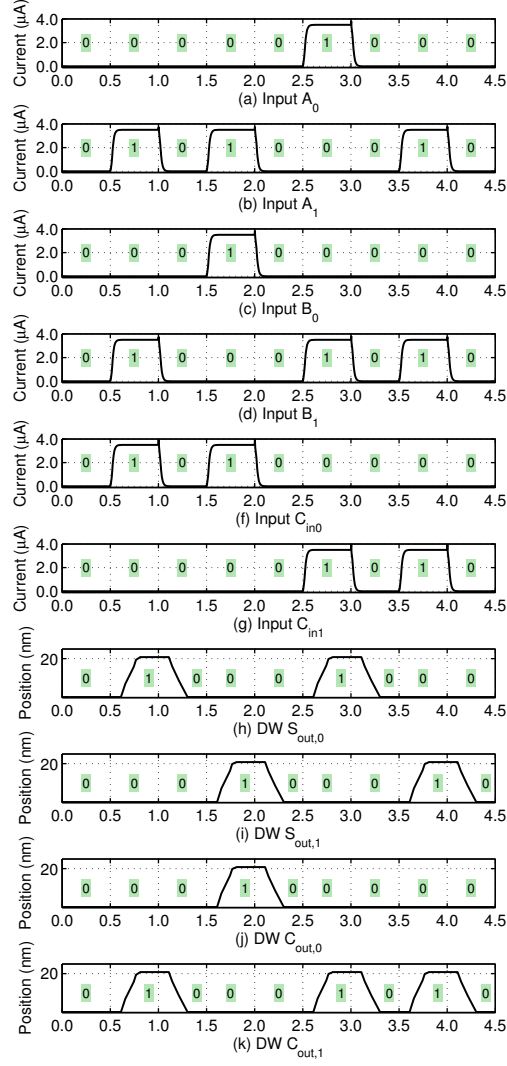 Current (µA)
4.0
2.0 0 0 0 0 0 1 0 0 0
0.0
0.0 0.5 1.0 1.5 2.0 2.5 3.0 3.5 4.0 4.5
(a) Input A0
Current (µA)
4.0
2.0 0 1 0 1 0 0 0 1 0
0.0
0.0 0.5 1.0 1.5 2.0 2.5 3.0 3.5 4.0 4.5
(b) Input A1
Current (µA)
4.0
2.0 0 0 0 1 0 0 0 0 0
0.0
0.0 0.5 1.0 1.5 2.0 2.5 3.0 3.5 4.0 4.5
(c) Input B0
Current (µA)
4.0
2.0 0 1 0 0 0 1 0 1 0
0.0
0.0 0.5 1.0 1.5 2.0 2.5 3.0 3.5 4.0 4.5
(d) Input B1
Current (µA)
4.0
2.0 0 1 0 1 0 0 0 0 0
0.0
0.0 0.5 1.0 1.5 2.0 2.5 3.0 3.5 4.0 4.5
(f) Input Cin0
Current (µA)
4.0
2.0 0 0 0 0 0 1 0 1 0
0.0
0.0 0.5 1.0 1.5 2.0 2.5 3.0 3.5 4.0 4.5
(g) Input Cin1
Position (nm)
20
0 1 0 0 0 1 0 0 0
0.0 0.5 1.0 1.5 2.0 2.5 3.0 3.5 4.0 4.5
(h) DW Sout,0
Position (nm)
20
0 0 0 1 0 0 0 1 0
0.0 0.5 1.0 1.5 2.0 2.5 3.0 3.5 4.0 4.5
(i) DW Sout,1
Position (nm)
20
0 0 0 1 0 0 0 0 0
0.0 0.5 1.0 1.5 2.0 2.5 3.0 3.5 4.0 4.5
(j) DW Cout,0
Position (nm)
20
0 1 0 0 0 1 0 1 0
0.0 0.5 1.0 1.5 2.0 2.5 3.0 3.5 4.0 4.5
(k) DW Cout,1